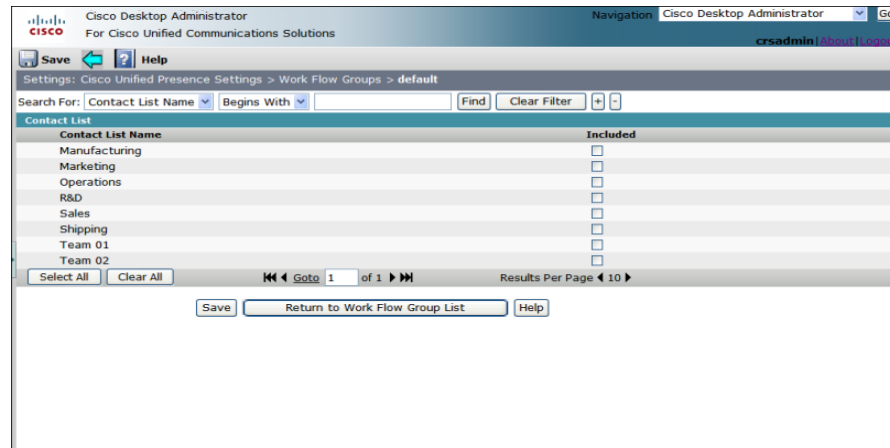 Cisco Desktop Administrator
For Cisco Unified Communications Solutions
CISCO
Navigation Cisco Desktop Administrator Go
crsadmin|About|Logou
Save ? Help
Settings: Cisco Unified Presence Settings > Work Flow Groups > default
Search For: Contact List Name Begins With Find Clear Filter + -
Contact List
Contact List Name Included
Manufacturing
Marketing
Operations
R&D
Sales
Shipping
Team 01
Team 02
Select All Clear All Goto 1 of 1 Results Per Page 10
Save Return to Work Flow Group List Help